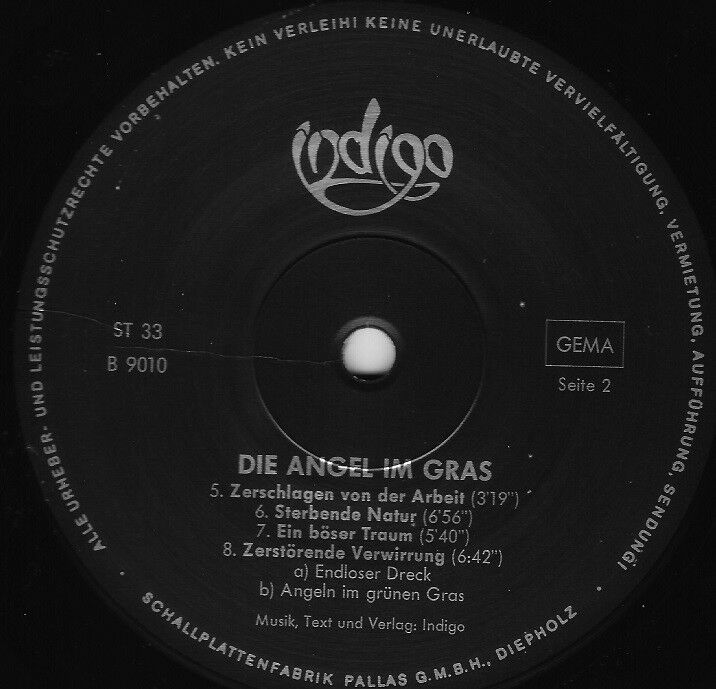 ALLE URHEBER- UND LEISTUNGSSCHUTZRECHTE VORBEHALTEN. KEIN VERLEIH! KEINE UNERLAUBTE VERVIELFÄLTIGUNG, VERMIETUNG, AUFFÜHRUNG, SENDUNG!
indigo
ST 33
B 9010
GEMA
Seite 2
DIE ANGEL IM GRAS
5. Zerschlagen von der Arbeit (3'19")
6. Sterbende Natur (6'56")
7. Ein böser Traum (5'40")
8. Zerstörende Verwirrung (6:42")
a) Endloser Dreck
b) Angeln im grünen Gras
Musik, Text und Verlag: Indigo
• SCHALLPLATTENFABRIK PALLAS G.M.B.H., DIEPHOLZ •